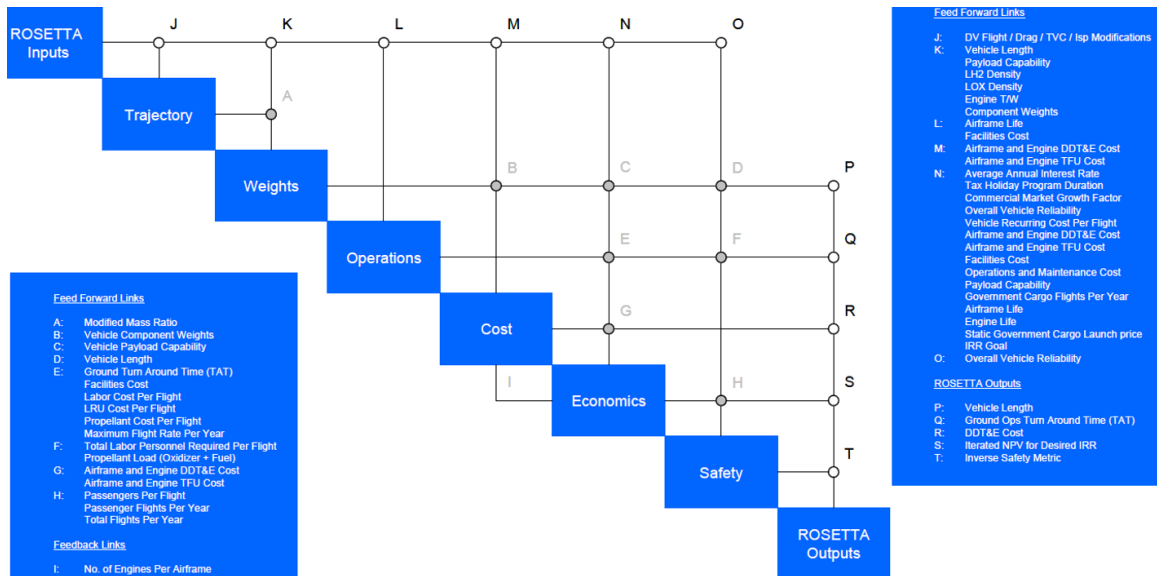 ROSETTA
Inputs
J
K
L
M
N
O
Trajectory
A
Weights
B
C
D
P
Operations
E
F
Q
Cost
G
R
I
Economics
H
S
Safety
T
ROSETTA
Outputs
Feed Forward Links
A: Modified Mass Ratio
B: Vehicle Component Weights
C: Vehicle Payload Capability
D: Vehicle Length
E: Ground Turn Around Time (TAT)
Facilities Cost
Labor Cost Per Flight
LRU Cost Per Flight
Propellant Cost Per Flight
Maximum Flight Rate Per Year
F: Total Labor Personnel Required Per Flight
Propellant Load (Oxidizer + Fuel)
G: Airframe and Engine DDT&E Cost
Airframe and Engine TFU Cost
H: Passengers Per Flight
Passenger Flights Per Year
Total Flights Per Year
Feedback Links
I: No. of Engines Per Airframe
Feed Forward Links
J: DV Flight / Drag / TVC / Isp Modifications
K: Vehicle Length
Payload Capability
LH2 Density
LOX Density
Engine T/W
Component Weights
L: Airframe Life
Facilities Cost
M: Airframe and Engine DDT&E Cost
Airframe and Engine TFU Cost
N: Average Annual Interest Rate
Tax Holiday Program Duration
Commercial Market Growth Factor
Overall Vehicle Reliability
Vehicle Recurring Cost Per Flight
Airframe and Engine DDT&E Cost
Airframe and Engine TFU Cost
Facilities Cost
Operations and Maintenance Cost
Payload Capability
Government Cargo Flights Per Year
Airframe Life
Engine Life
Static Government Cargo Launch price
IRR Goal
O: Overall Vehicle Reliability
ROSETTA Outputs
P: Vehicle Length
Q: Ground Ops Turn Around Time (TAT)
R: DDT&E Cost
S: Iterated NPV for Desired IRR
T: Inverse Safety Metric